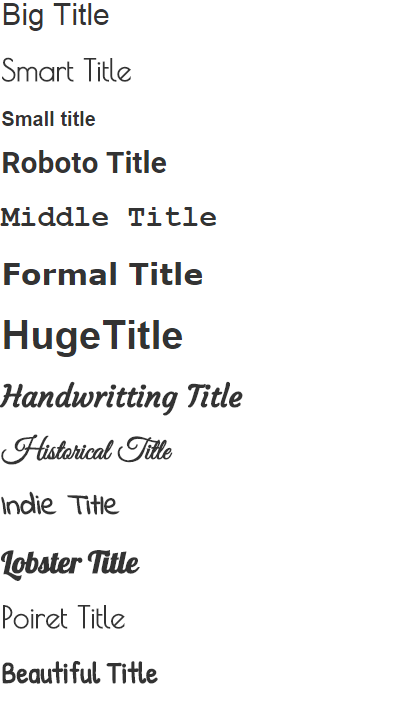 Big Title
Smart Title
Small title
Roboto Title
Middle Title
Formal Title
HugeTitle
Handwritting Title
Historical Title
Indie Title
Lobster Title
Poiret Title
Beautiful Title